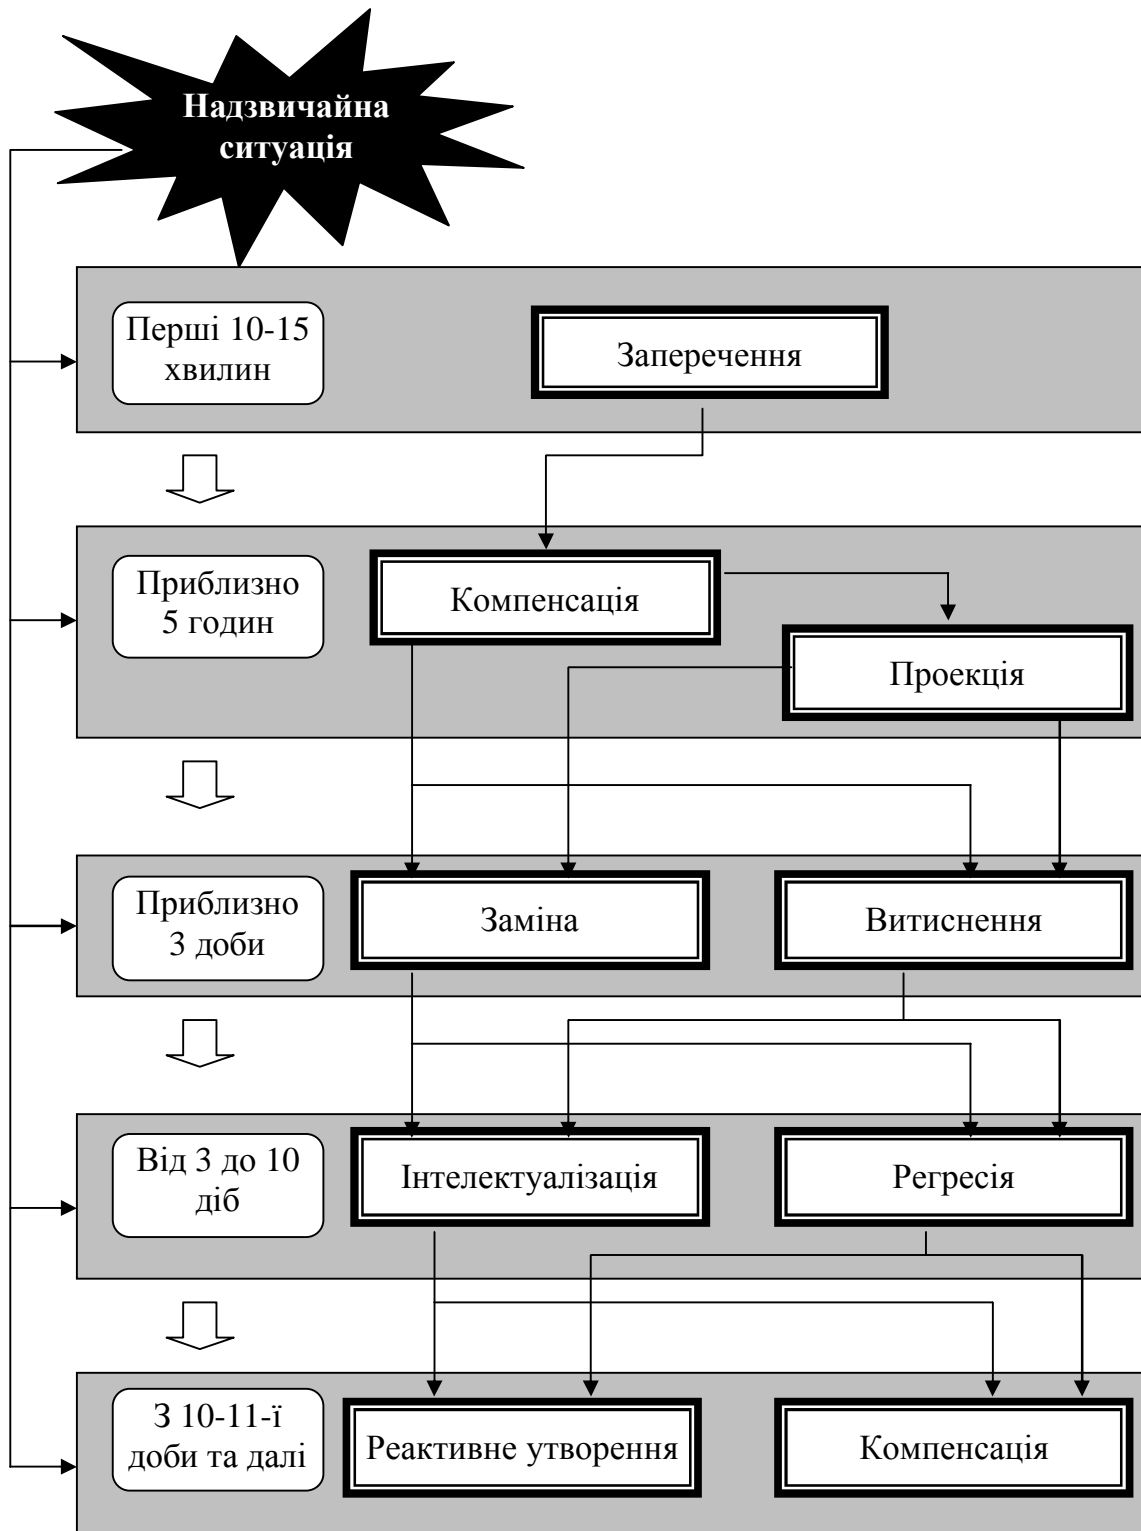 Надзвичайна
ситуація
Перші 10-15
хвилин
Заперечення
Приблизно
5 годин
Компенсація
Проекція
Приблизно
3 доби
Заміна
Витиснення
Від 3 до 10
діб
Інтелектуалізація
Регресія
З 10-11-ї
доби та далі
Реактивне утворення
Компенсація